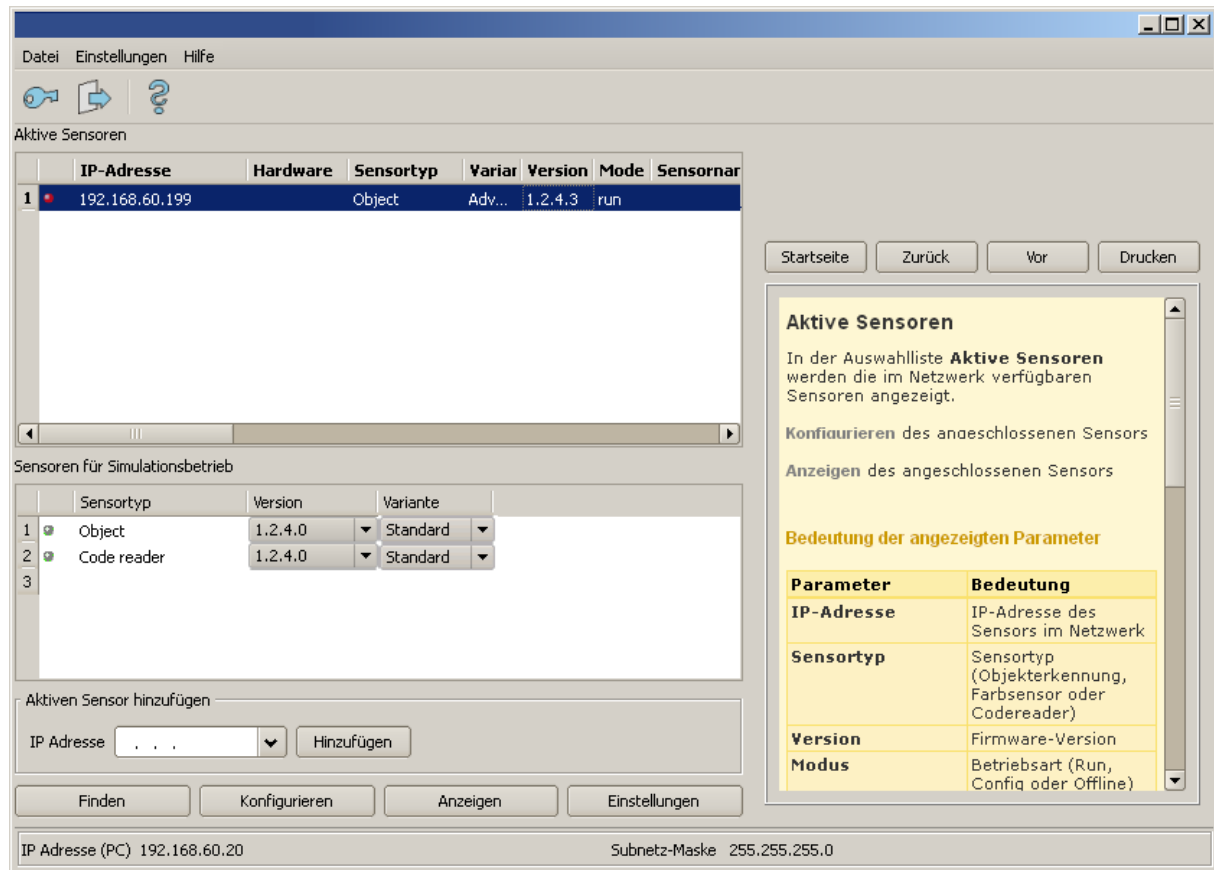 Datei Einstellungen Hilfe
Aktive Sensoren
IP-Adresse Hardware Sensortyp Variar Version Mode Sensornar
1 192.168.60.199 Object Adv... 1.2.4.3 run
Sensoren für Simulationsbetrieb
Sensortyp Version Variante
1 Object 1.2.4.0 Standard
2 Code reader 1.2.4.0 Standard
3
Aktiven Sensor hinzufügen
IP Adresse . . . Hinzufügen
Finden Konfigurieren Anzeigen Einstellungen
Startseite Zurück Vor Drucken
Aktive Sensoren
In der Auswahlliste Aktive Sensoren
werden die im Netzwerk verfügbaren
Sensoren angezeigt.
Konfigurieren des angeschlossenen Sensors
Anzeigen des angeschlossenen Sensors
Bedeutung der angezeigten Parameter
Parameter Bedeutung
IP-Adresse IP-Adresse des
Sensors im Netzwerk
Sensortyp Sensortyp
(Objekterkennung,
Farbsensor oder
Codereader)
Version Firmware-Version
Modus Betriebsart (Run,
Config oder Offline)
IP Adresse (PC) 192.168.60.20 Subnetz-Maske 255.255.255.0